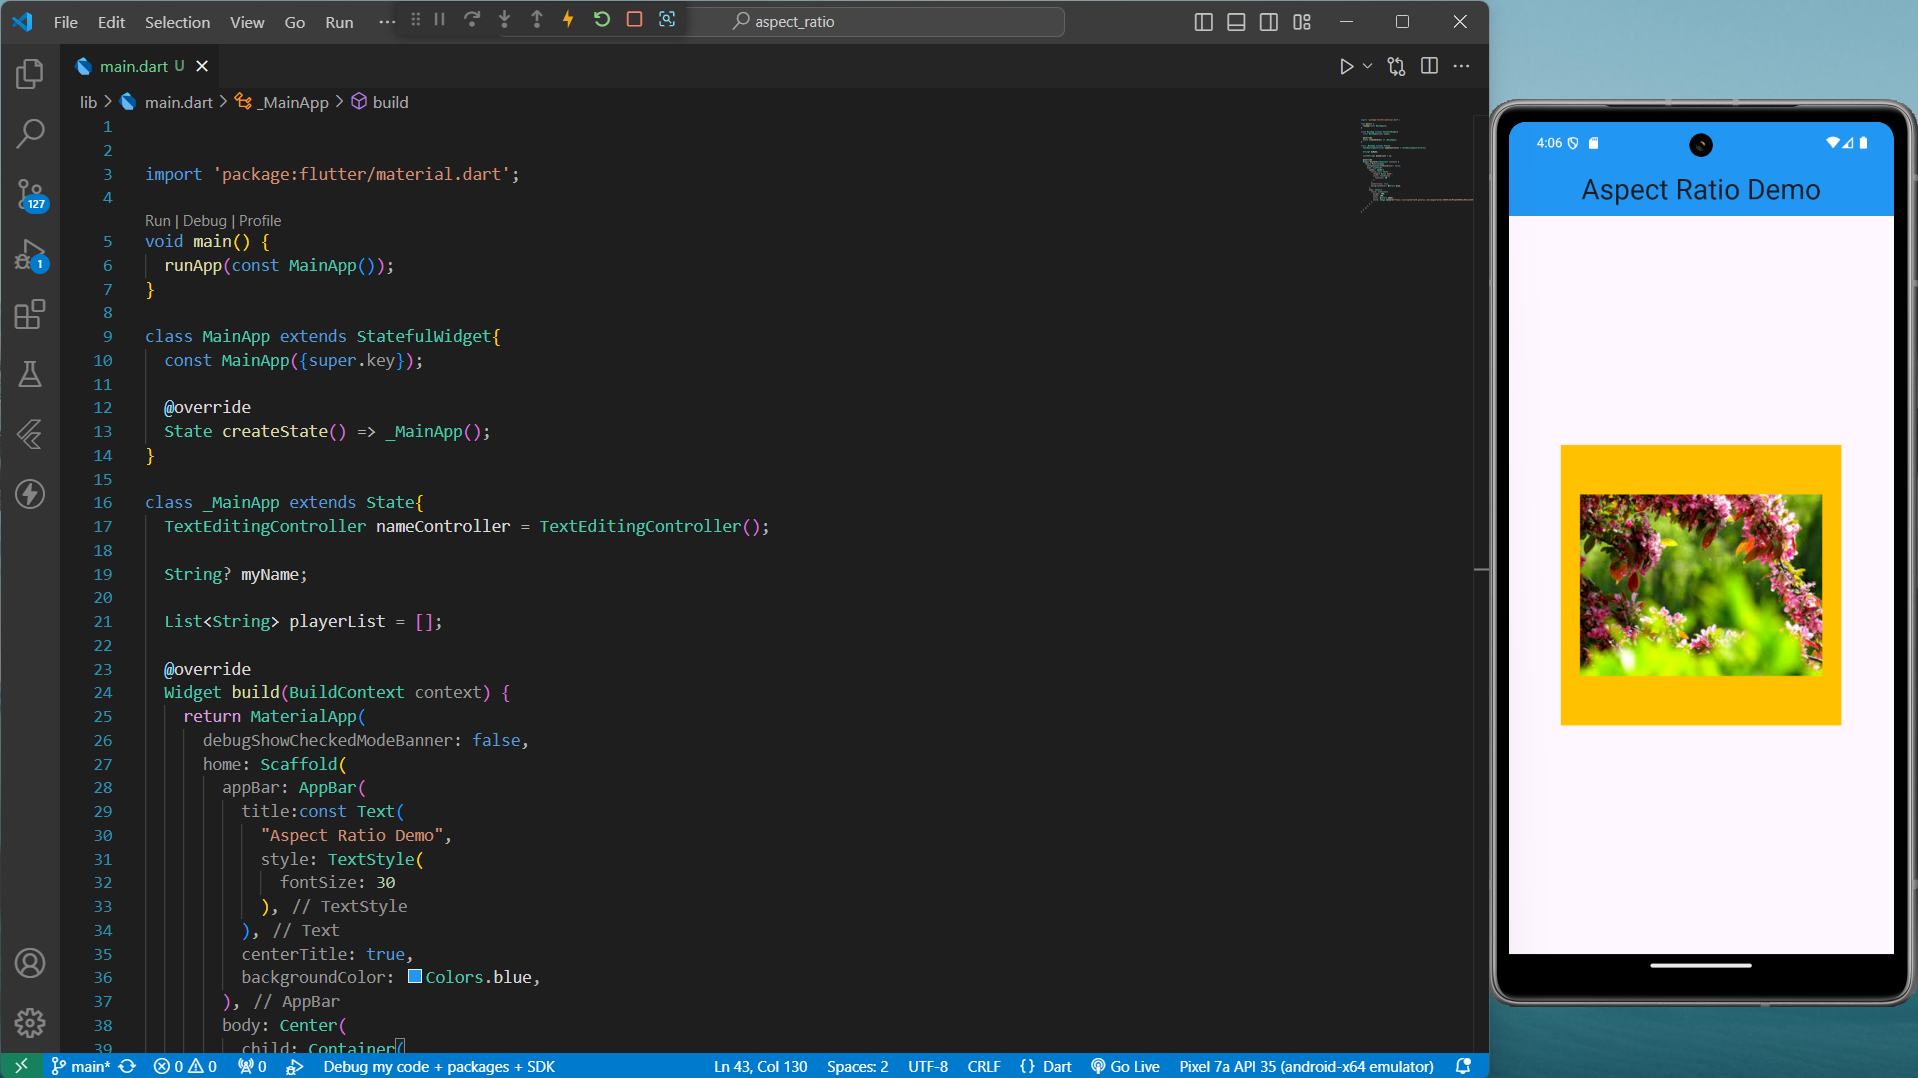 File Edit Selection View Go Run ··· aspect_ratio
main.dart U
lib > main.dart > _MainApp > build
1
2
3 import 'package:flutter/material.dart';
4
Run | Debug | Profile
5 void main() {
6 runApp(const MainApp());
7 }
8
9 class MainApp extends StatefulWidget{
10 const MainApp({super.key});
11
12 @override
13 State createState() => _MainApp();
14 }
15
16 class _MainApp extends State{
17 TextEditingController nameController = TextEditingController();
18
19 String? myName;
20
21 List<String> playerList = [];
22
23 @override
24 Widget build(BuildContext context) {
25 return MaterialApp(
26 debugShowCheckedModeBanner: false,
27 home: Scaffold(
28 appBar: AppBar(
29 title:const Text(
30 "Aspect Ratio Demo",
31 style: TextStyle(
32 fontSize: 30
33 ), // TextStyle
34 ), // Text
35 centerTitle: true,
36 backgroundColor: Colors.blue,
37 ), // AppBar
38 body: Center(
39 child: Container(
127
1
main* 0 0 0 Debug my code + packages + SDK Ln 43, Col 130 Spaces: 2 UTF-8 CRLF {} Dart Go Live Pixel 7a API 35 (android-x64 emulator)
4:06
Aspect Ratio Demo